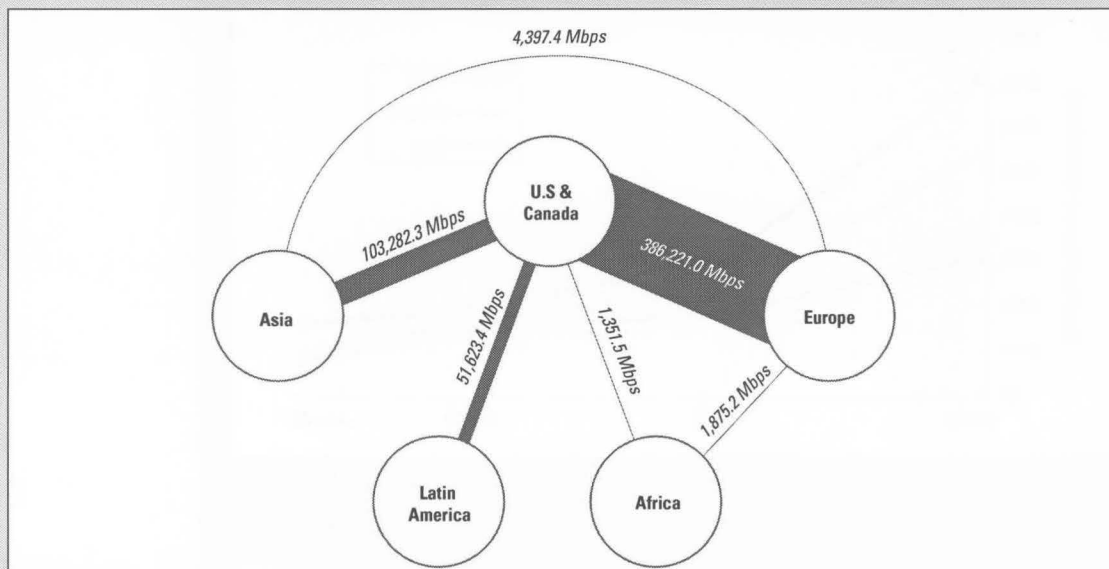 4,397.4 Mbps
U.S &
Canada
103,282.3 Mbps
386,221.0 Mbps
Asia
Europe
51,623.4 Mbps
1,351.5 Mbps
1,875.2 Mbps
Latin
America
Africa